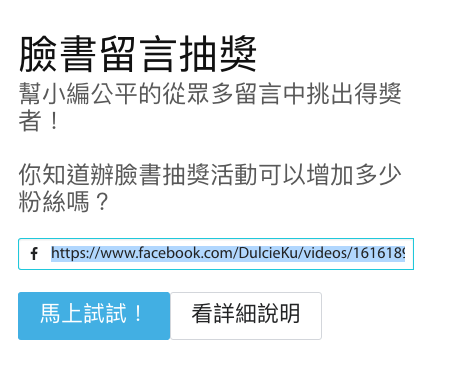 臉書留言抽獎
幫小編公平的從眾多留言中挑出得獎
者！
你知道辦臉書抽獎活動可以增加多少
粉絲嗎？
https://www.facebook.com/DulcieKu/videos/1616189
馬上試試！
看詳細說明